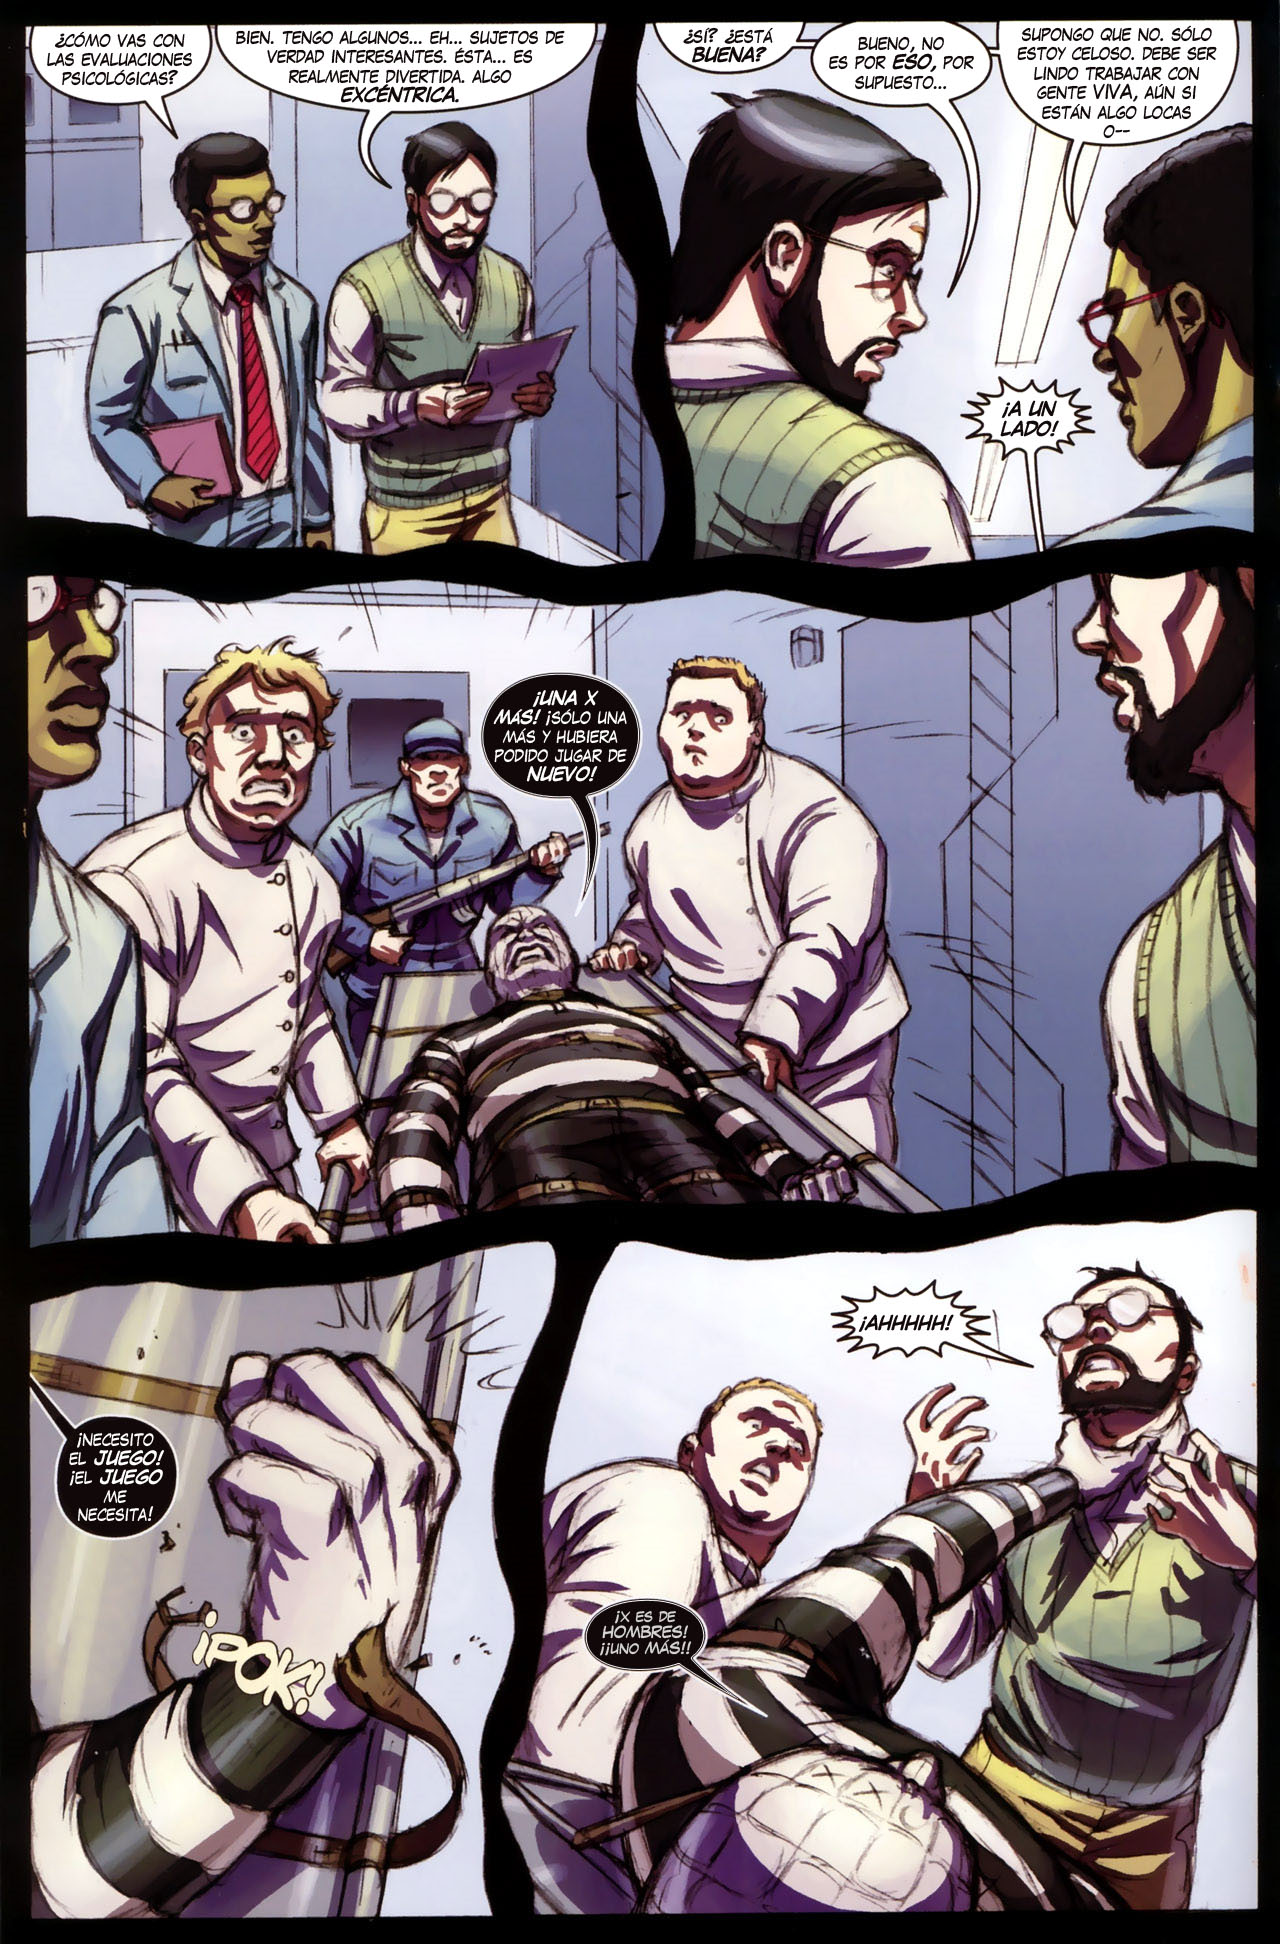 ¿CÓMO VAS CON
LAS EVALUACIONES
PSICOLÓGICAS?
BIEN. TENGO ALGUNOS... EH... SUJETOS DE
VERDAD INTERESANTES. ÉSTA... ES
REALMENTE DIVERTIDA. ALGO
EXCÉNTRICA.
¿SÍ? ¿ESTÁ
BUENA?
BUENO, NO
ES POR ESO, POR
SUPUESTO...
SUPONGO QUE NO. SÓLO
ESTOY CELOSO. DEBE SER
LINDO TRABAJAR CON
GENTE VIVA, AÚN SI
ESTÁN ALGO LOCAS
O--
¡A UN
LADO!
¡UNA X
MÁS! ¡SÓLO UNA
MÁS Y HUBIERA
PODIDO JUGAR DE
NUEVO!
¡NECESITO
EL JUEGO!
¡EL JUEGO
ME
NECESITA!
¡POK!
¡AHHHHH!
¡X ES DE
HOMBRES!
¡¡UNO MÁS!!